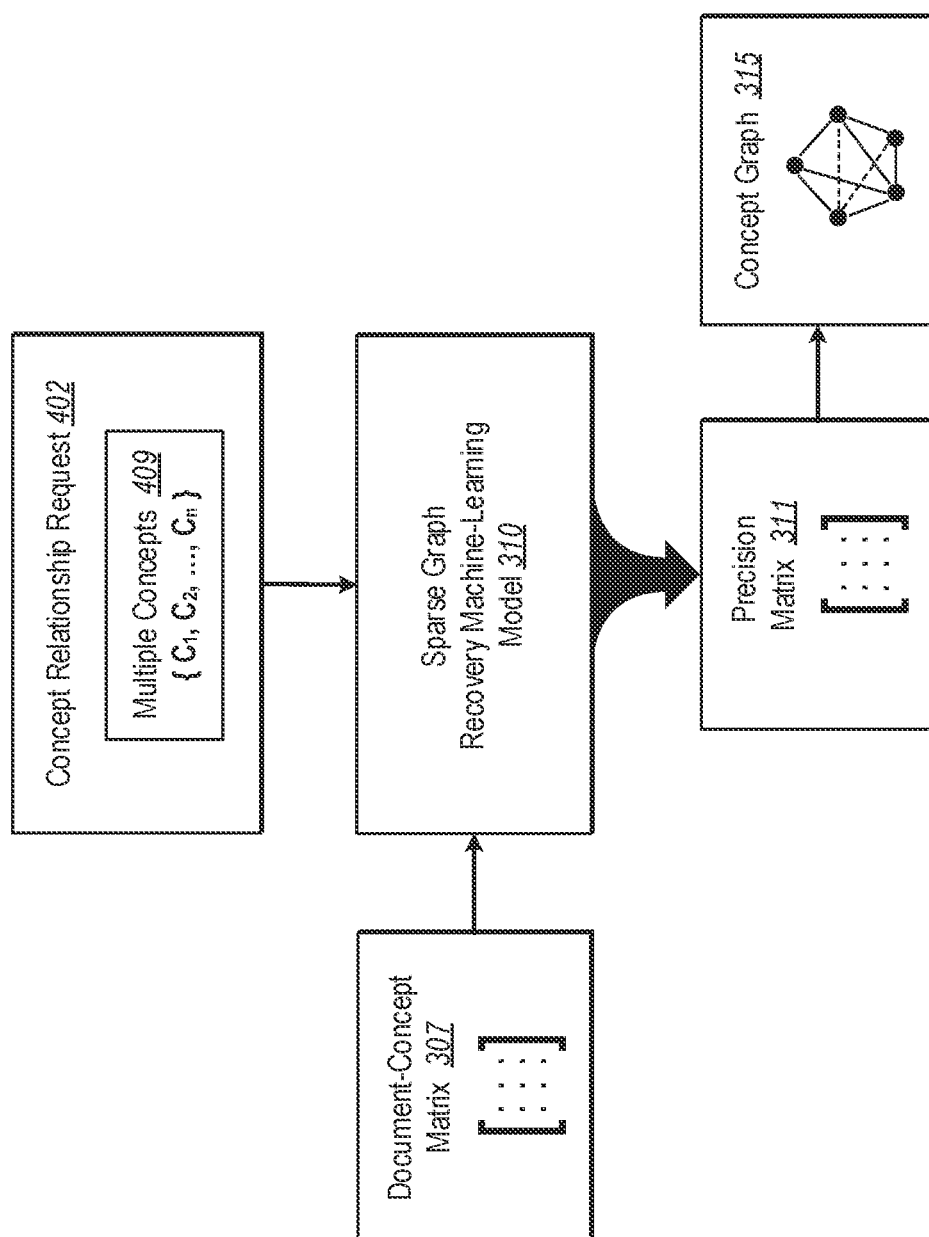 Concept Relationship Request 402
Multiple Concepts 409
{ C₁, C₂, ..., Cₙ }
Document-Concept
Matrix 307
Sparse Graph
Recovery Machine-Learning
Model 310
Precision
Matrix 311
Concept Graph 315